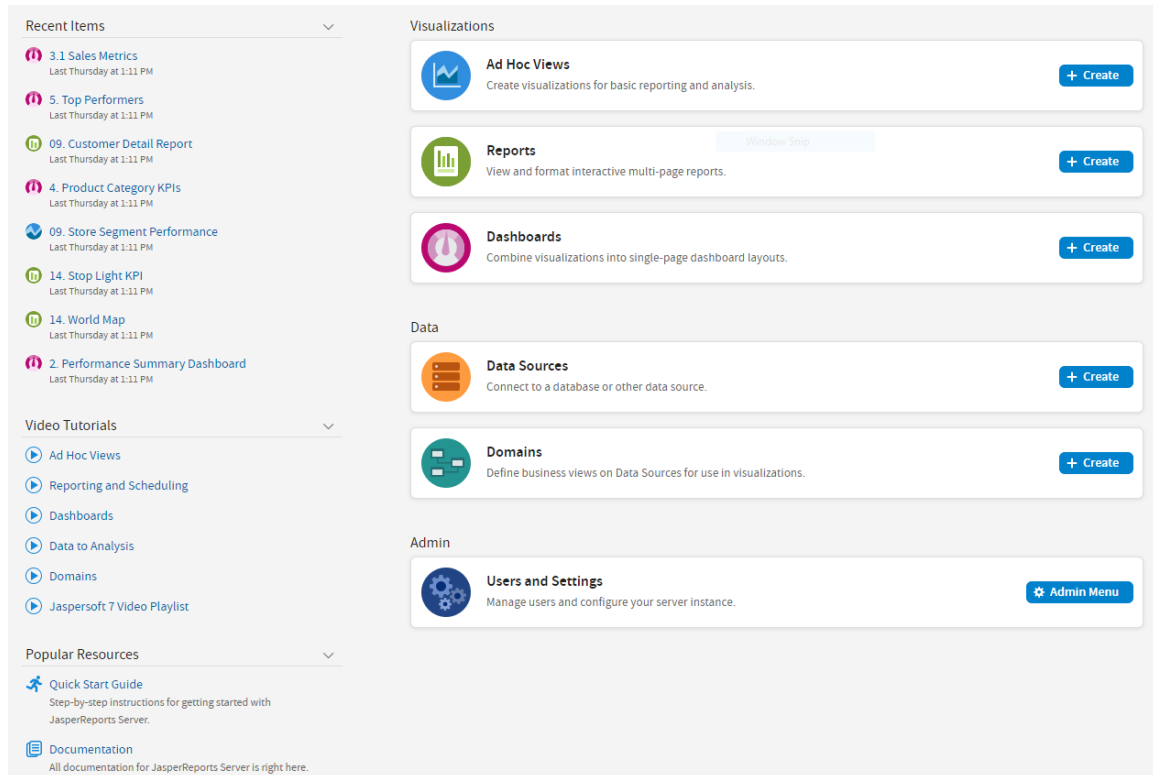 Recent Items
3.1 Sales Metrics
Last Thursday at 1:11 PM
5. Top Performers
Last Thursday at 1:11 PM
09. Customer Detail Report
Last Thursday at 1:11 PM
4. Product Category KPIs
Last Thursday at 1:11 PM
09. Store Segment Performance
Last Thursday at 1:11 PM
14. Stop Light KPI
Last Thursday at 1:11 PM
14. World Map
Last Thursday at 1:11 PM
2. Performance Summary Dashboard
Last Thursday at 1:11 PM
Video Tutorials
Ad Hoc Views
Reporting and Scheduling
Dashboards
Data to Analysis
Domains
Jaspersoft 7 Video Playlist
Popular Resources
Quick Start Guide
Step-by-step instructions for getting started with
JasperReports Server.
Documentation
All documentation for JasperReports Server is right here.
Visualizations
Ad Hoc Views
Create visualizations for basic reporting and analysis.
+ Create
Window Snip
Reports
View and format interactive multi-page reports.
+ Create
Dashboards
Combine visualizations into single-page dashboard layouts.
+ Create
Data
Data Sources
Connect to a database or other data source.
+ Create
Domains
Define business views on Data Sources for use in visualizations.
+ Create
Admin
Users and Settings
Manage users and configure your server instance.
Admin Menu